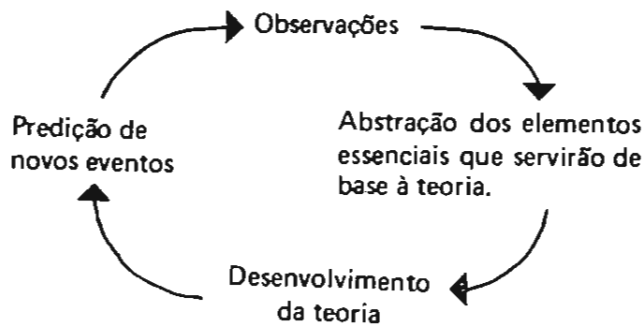 Observações
Abstração dos elementos
essenciais que servirão de
base à teoria.
Desenvolvimento
da teoria
Predição de
novos eventos